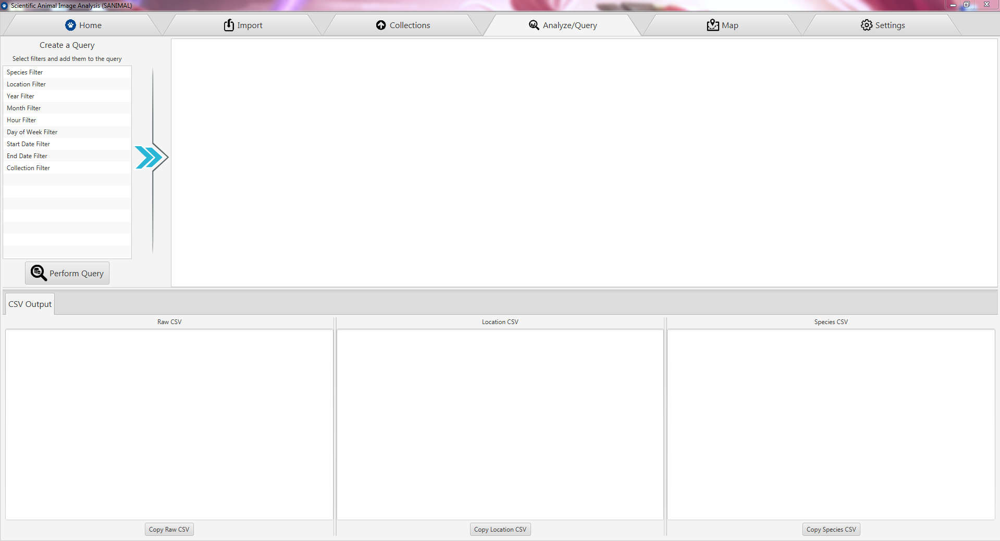 Scientific Animal Image Analysis (SANIMAL)
Home
Import
Collections
Analyze/Query
Map
Settings
Create a Query
Select filters and add them to the query
Species Filter
Location Filter
Year Filter
Month Filter
Hour Filter
Day of Week Filter
Start Date Filter
End Date Filter
Collection Filter
Perform Query
CSV Output
Raw CSV
Location CSV
Species CSV
Copy Raw CSV
Copy Location CSV
Copy Species CSV